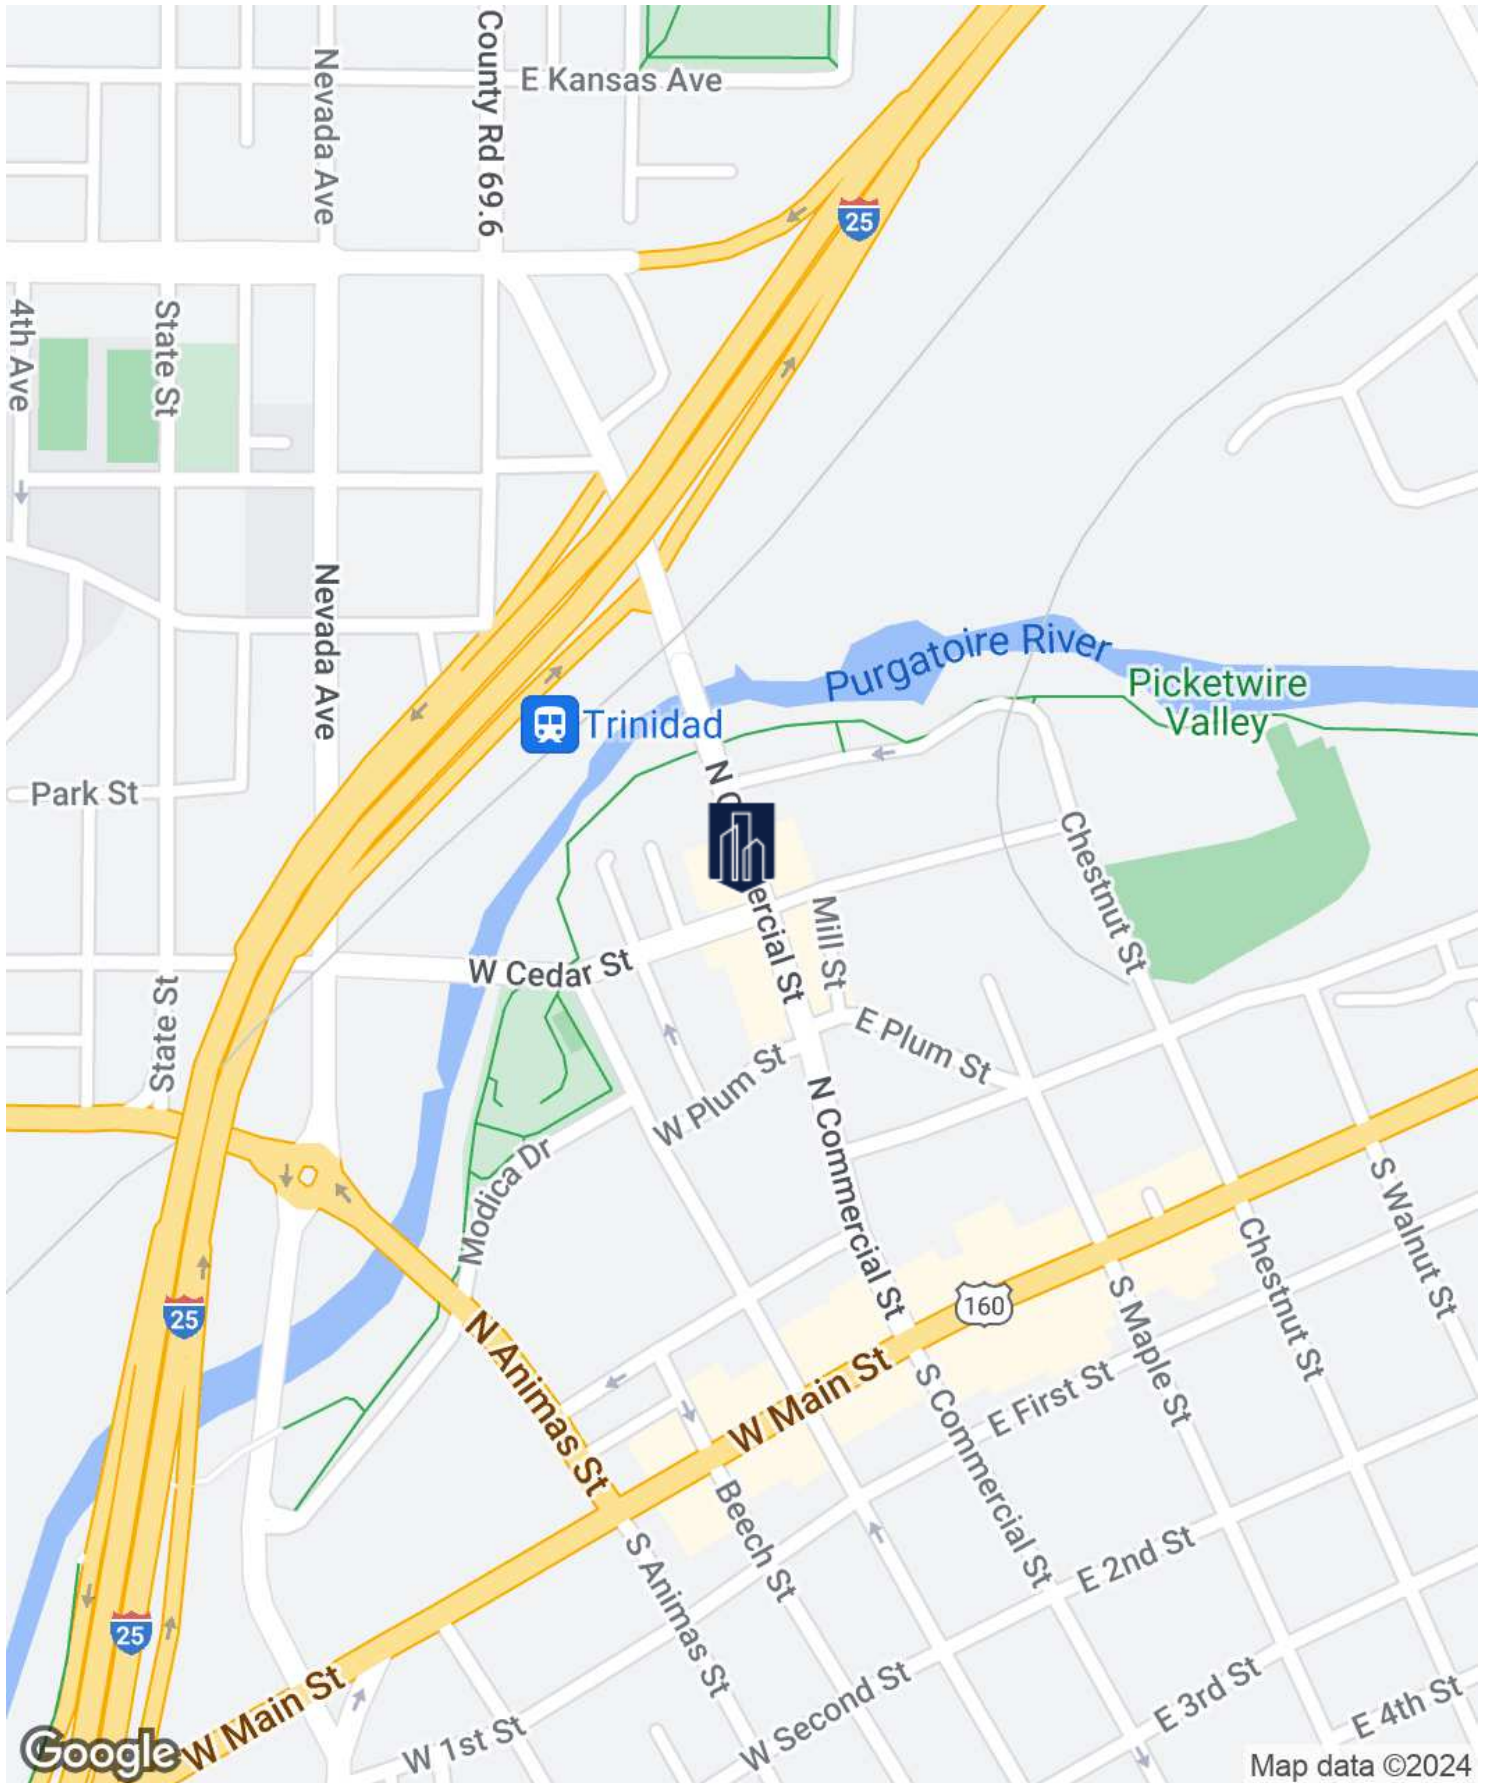 County Rd 69.6
Nevada Ave
E Kansas Ave
25
4th Ave
State St
Nevada Ave
Purgatoire River
Picketwire
Valley
Trinidad
Park St
N C
ercial St
Chestnut St
Mill St
W Cedar St
State St
E Plum St
W Plum St
N Commercial St
Modica Dr
S Walnut St
Chestnut St
25
160
S Maple St
N Animas St
W Main St
E First St
S Commercial St
Beech St
E 2nd St
S Animas St
25
W Main St
W Second St
E 3rd St
E 4th St
W 1st St
Google
Map data ©2024